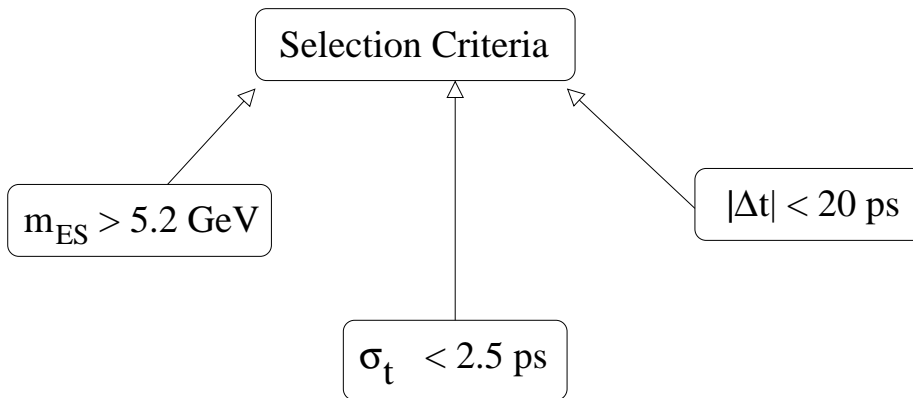 Selection Criteria
m_ES > 5.2 GeV
|Δt| < 20 ps
σ_t < 2.5 ps